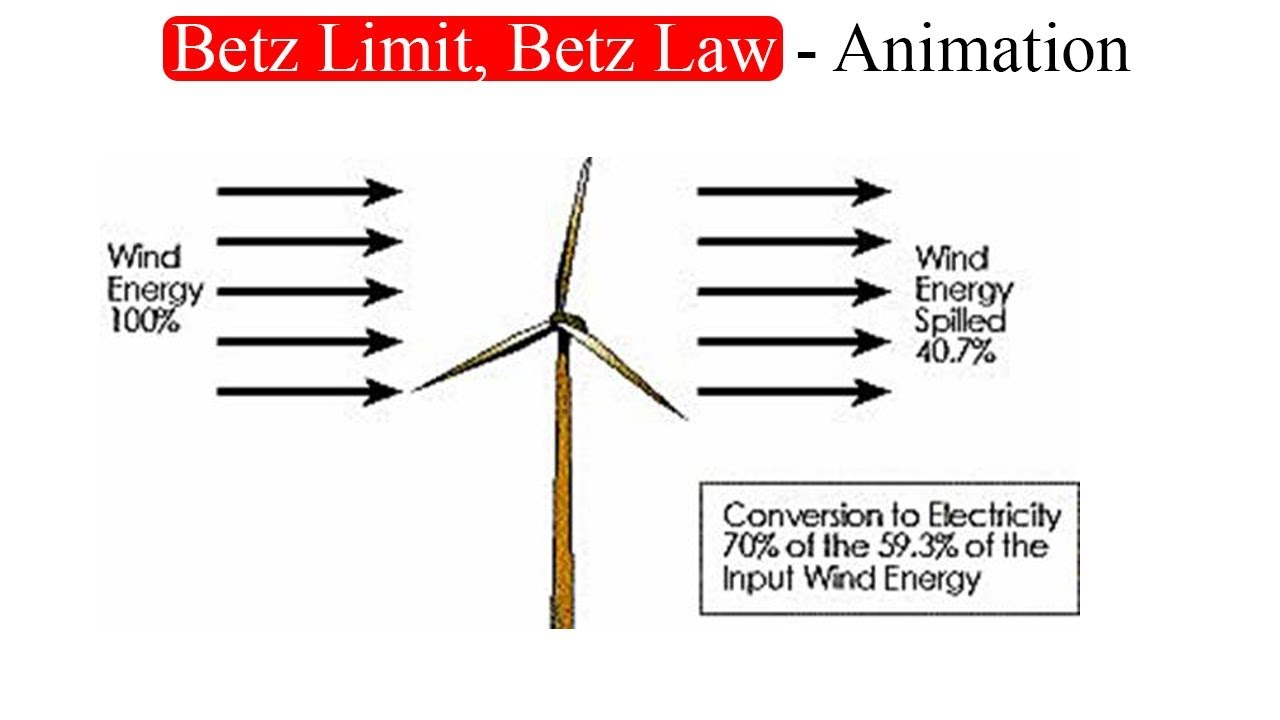 Betz Limit, Betz Law - Animation
Wind
Energy
100%
Wind
Energy
Spilled
40.7%
Conversion to Electricity
70% of the 59.3% of the
Input Wind Energy